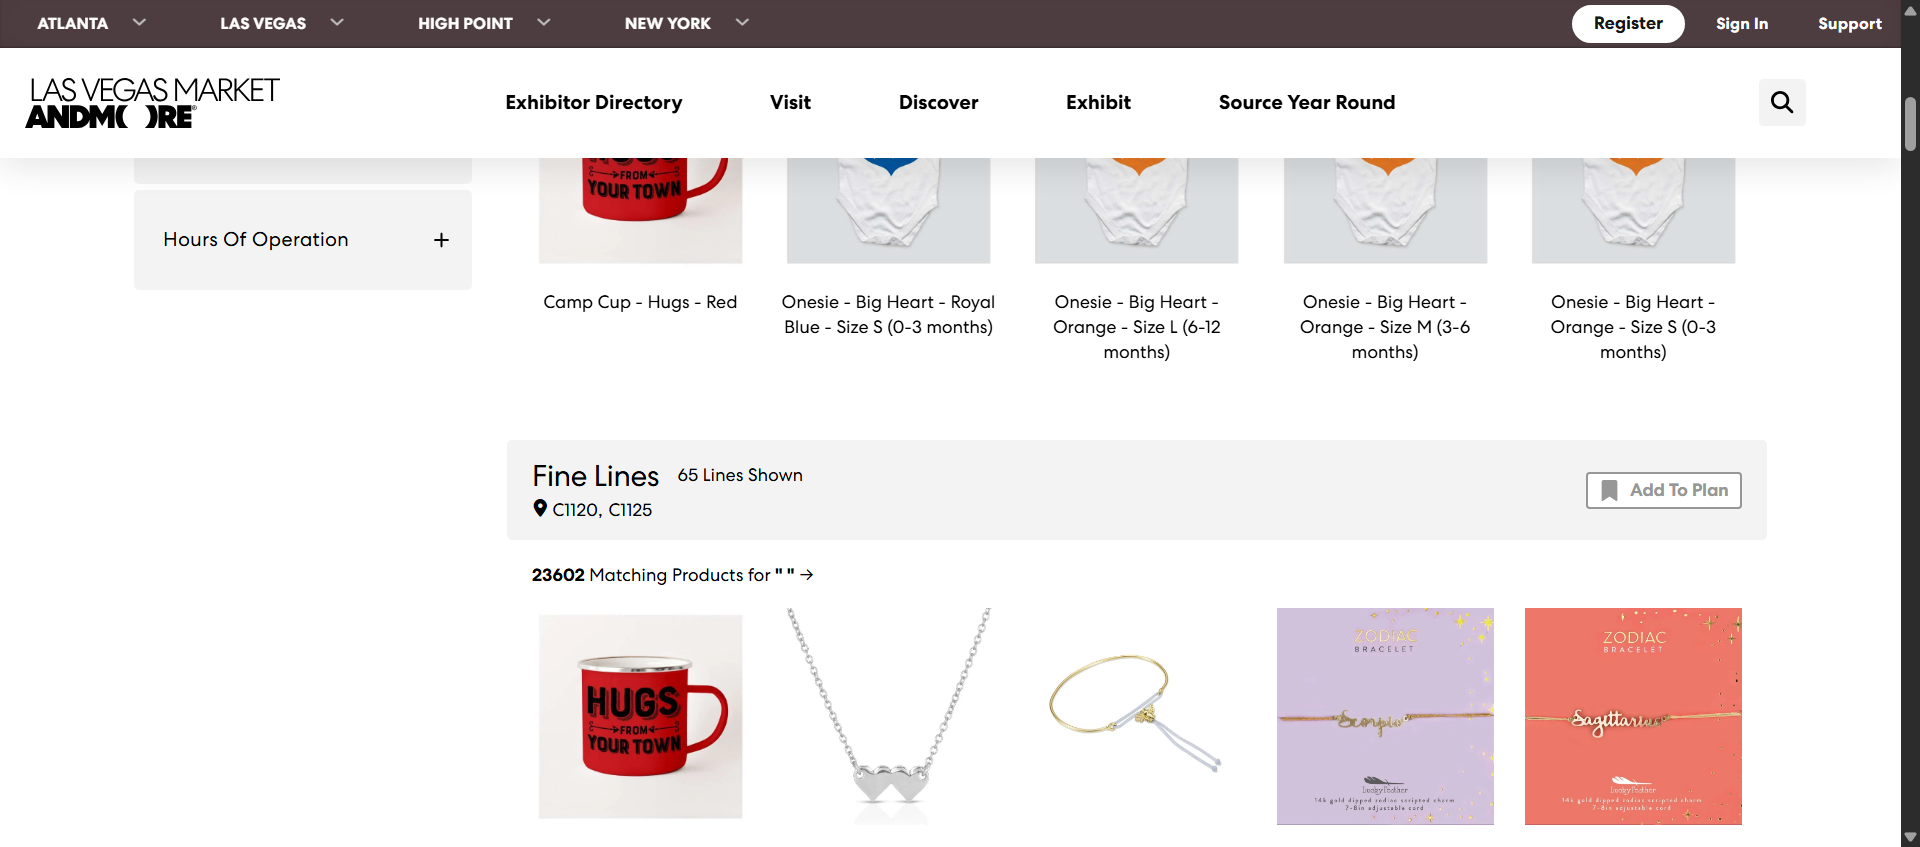 ATLANTA
LAS VEGAS
HIGH POINT
NEW YORK
Register
Sign In
Support
LAS VEGAS MARKET
ANDMORE®
Exhibitor Directory
Visit
Discover
Exhibit
Source Year Round
Hours Of Operation
+
HUGS
FROM
YOUR TOWN
Camp Cup - Hugs - Red
Onesie - Big Heart - Royal
Blue - Size S (0-3 months)
Onesie - Big Heart -
Orange - Size L (6-12
months)
Onesie - Big Heart -
Orange - Size M (3-6
months)
Onesie - Big Heart -
Orange - Size S (0-3
months)
Fine Lines
65 Lines Shown
C1120, C1125
Add To Plan
23602 Matching Products for " " →
HUGS
FROM
YOUR TOWN
ZODIAC
BRACELET
Scorpio
Lucky Feather
14k gold dipped zodiac scripted charm
7-8in adjustable cord
ZODIAC
BRACELET
Sagittarius
Lucky Feather
14k gold dipped zodiac scripted charm
7-8in adjustable cord